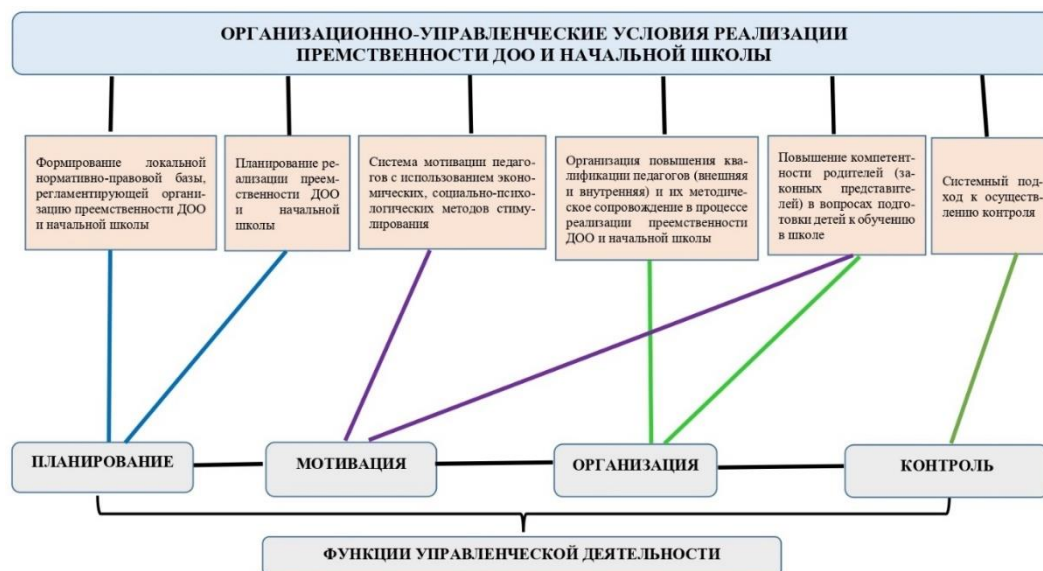 ОРГАНИЗАЦИОННО-УПРАВЛЕНЧЕСКИЕ УСЛОВИЯ РЕАЛИЗАЦИИ
ПРЕМСТВЕННОСТИ ДОО И НАЧАЛЬНОЙ ШКОЛЫ
Формирование локальной
нормативно-правовой базы,
регламентирующей органи-
зацию преемственности ДОО
и начальной школы
Планирование ре-
ализации преем-
ственности ДОО
и начальной
школы
Система мотивации педаго-
гов с использованием эконо-
мических, социально-психо-
логических методов стиму-
лирования
Организация повышения ква-
лификации педагогов (внешняя
и внутренняя) и их методиче-
ское сопровождение в процессе
реализации преемственности
ДОО и начальной школы
Повышение компетент-
ности родителей (за-
конных представите-
лей) в вопросах подго-
товки детей к обучению
в школе
Системный под-
ход к осуществ-
лению контроля
ПЛАНИРОВАНИЕ
МОТИВАЦИЯ
ОРГАНИЗАЦИЯ
КОНТРОЛЬ
ФУНКЦИИ УПРАВЛЕНЧЕСКОЙ ДЕЯТЕЛЬНОСТИ